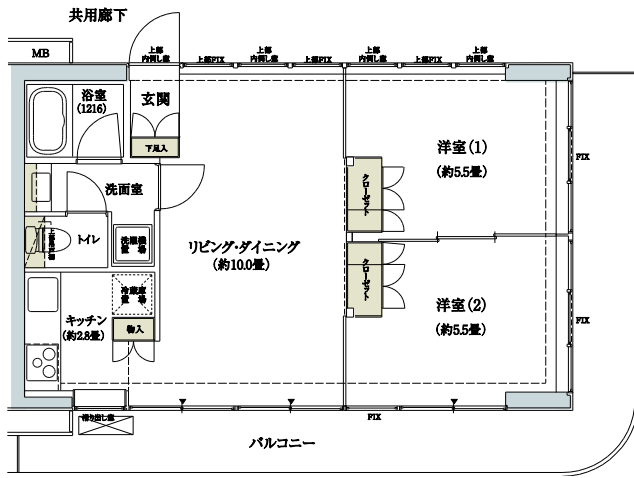 共用廊下
MB
上部
内倒し窓
上部FIX
上部
内倒し窓
上部FIX
上部
内倒し窓
上部FIX
上部
内倒し窓
浴室
(1216)
玄関
下足入
洋室(1)
(約5.5畳)
FIX
クローゼット
洗面室
トイレ
洗濯機
置場
リビング・ダイニング
(約10.0畳)
クローゼット
冷蔵庫
置場
洋室(2)
(約5.5畳)
FIX
キッチン
(約2.8畳)
物入
滑り出し窓
FIX
バルコニー